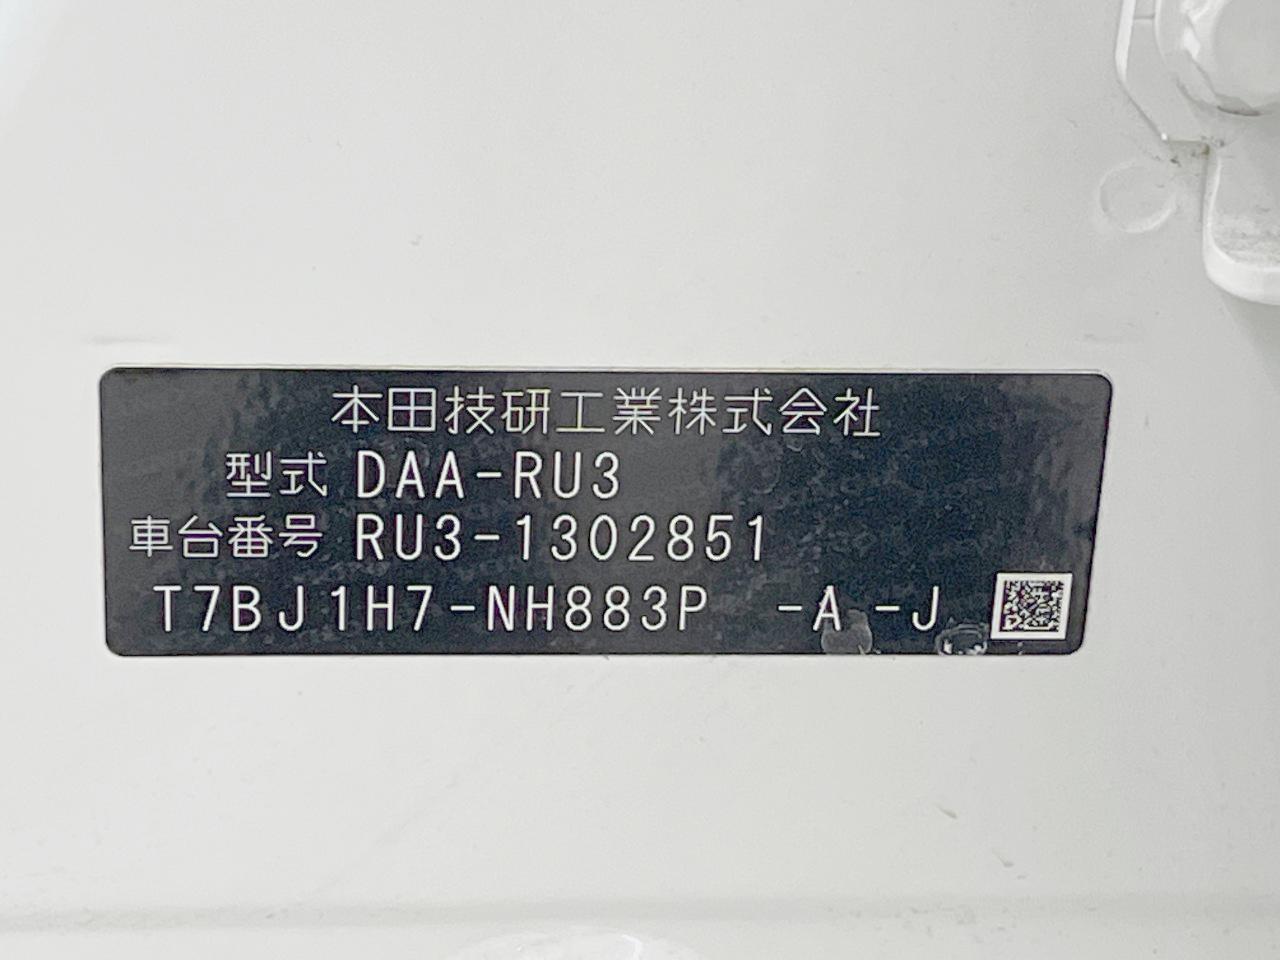 本田技研工業株式会社
型式 DAA-RU3
車台番号 RU3-1302851
T7BJ1H7-NH883P -A -J